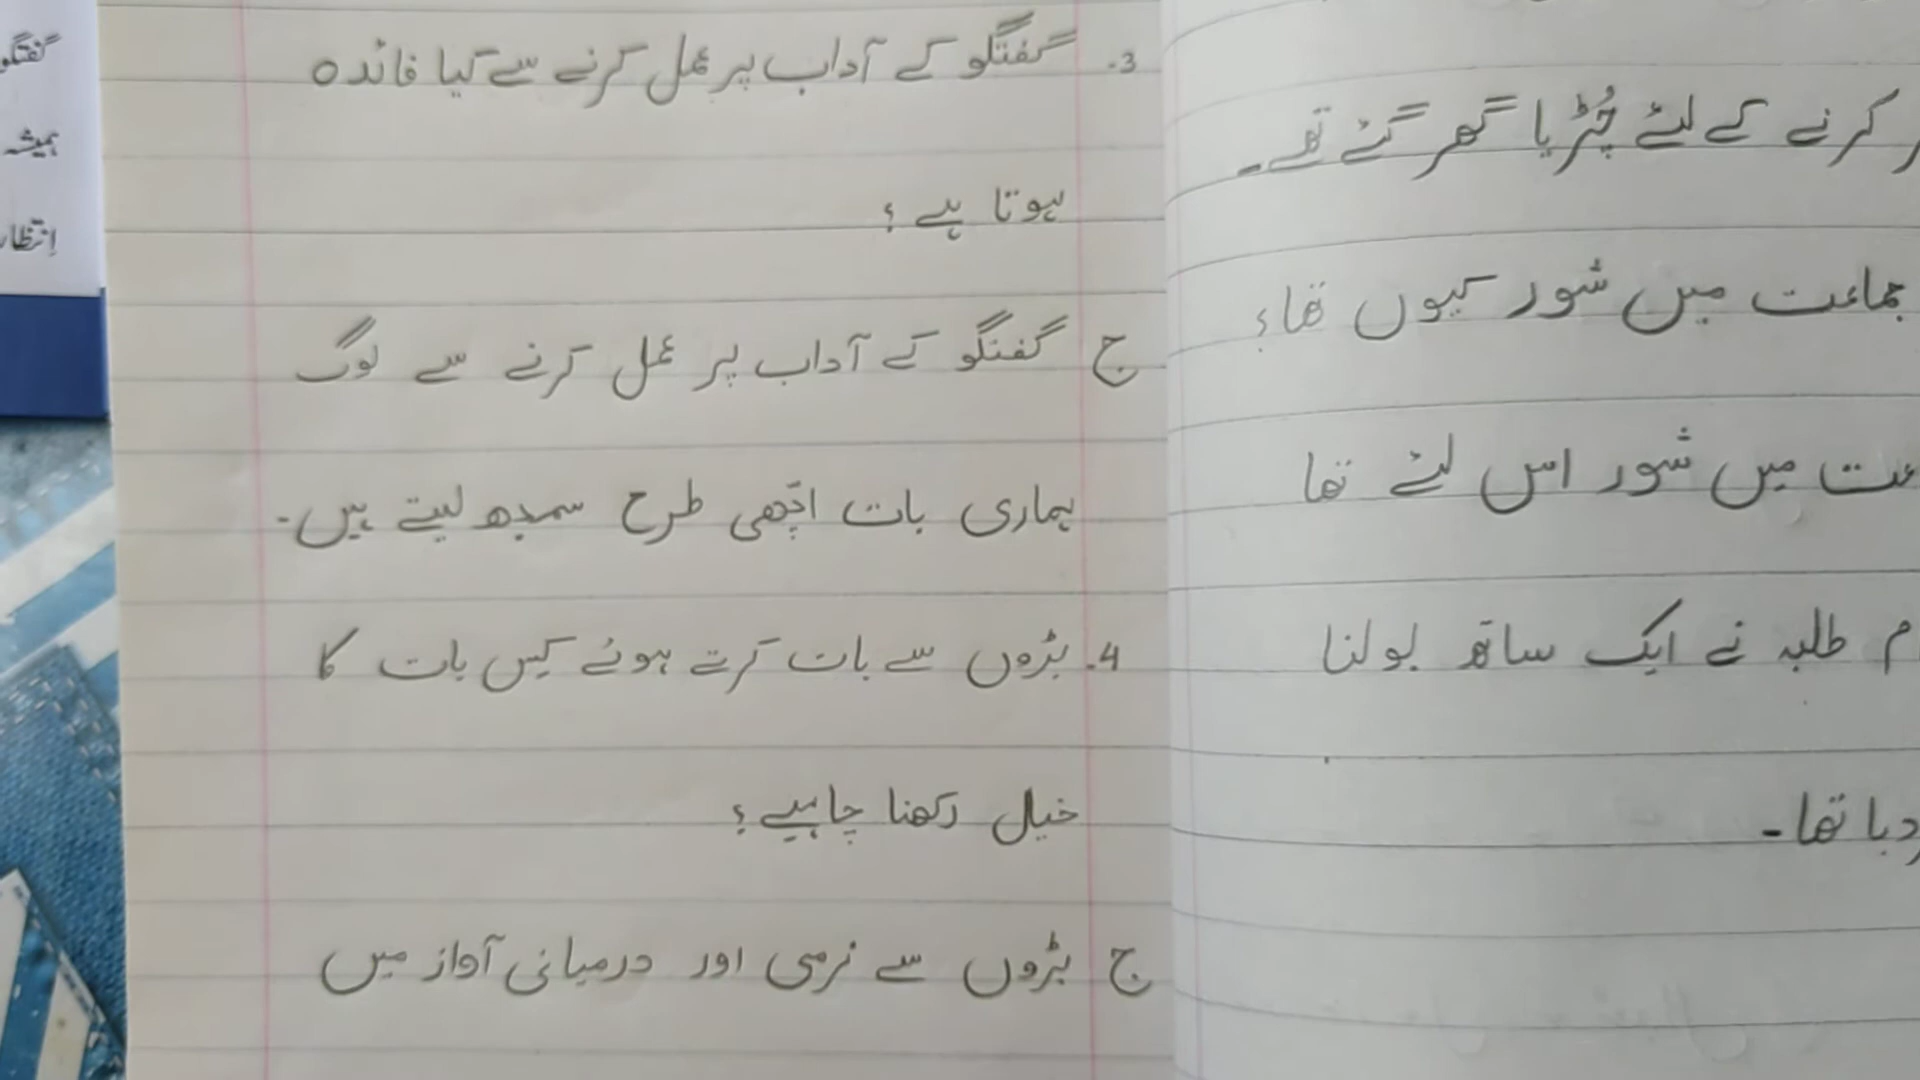 کرنے کے لئے چڑیا گھر گئے تھے۔
جماعت میں شور کیوں تھا؟
میں شور اس لئے تھا
طلبہ نے ایک ساتھ بولنا
دیا تھا۔
3. گفتگو کے آداب پر عمل کرنے سے کیا فائدہ
ہوتا ہے؟
ج گفتگو کے آداب پر عمل کرنے سے لوگ
ہماری بات اچھی طرح سمجھ لیتے ہیں۔
4. بڑوں سے بات کرتے ہوئے کس بات کا
خیال رکھنا چاہیے؟
ج بڑوں سے نرمی اور درمیانی آواز میں
گفتگو
ہمیشہ